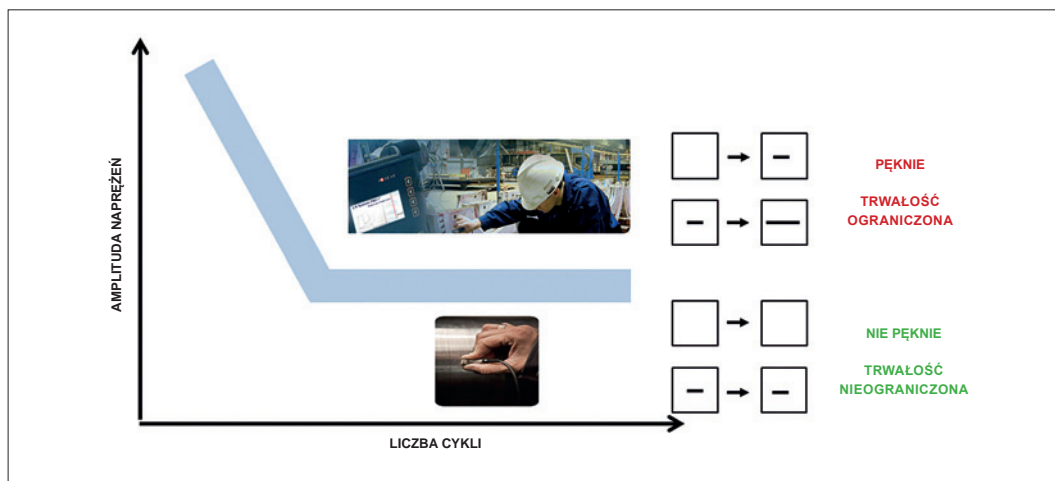 AMPLITUDA NAPRĘŻEŃ
PĘKNIE
TRWAŁOŚĆ
OGRANICZONA
NIE PĘKNIE
TRWAŁOŚĆ
NIEOGRANICZONA
LICZBA CYKLI